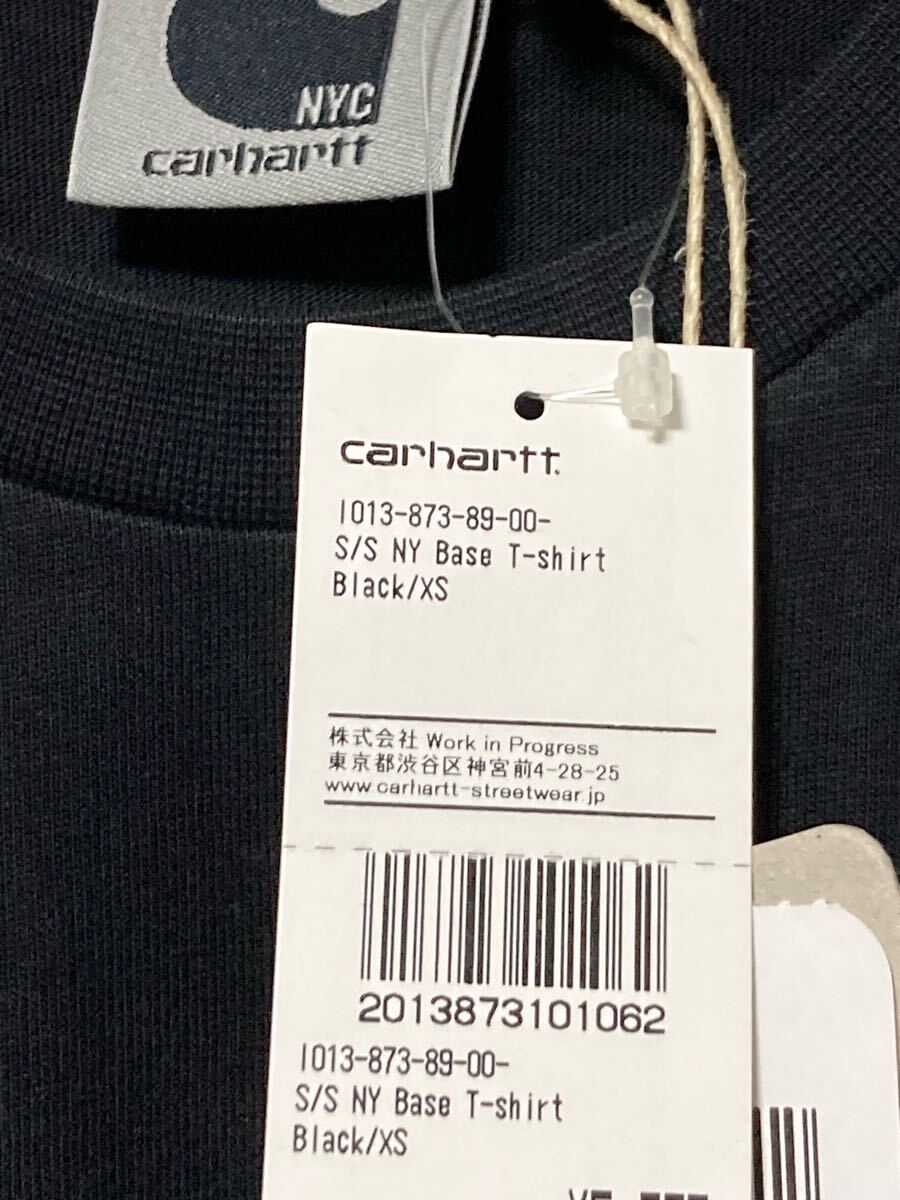 NYC
carhartt
carhartt.
I013-873-89-00-
S/S NY Base T-shirt
Black/XS
株式会社 Work in Progress
東京都渋谷区神宮前4-28-25
www.carhartt-streetwear.jp
2013873101062
I013-873-89-00-
S/S NY Base T-shirt
Black/XS